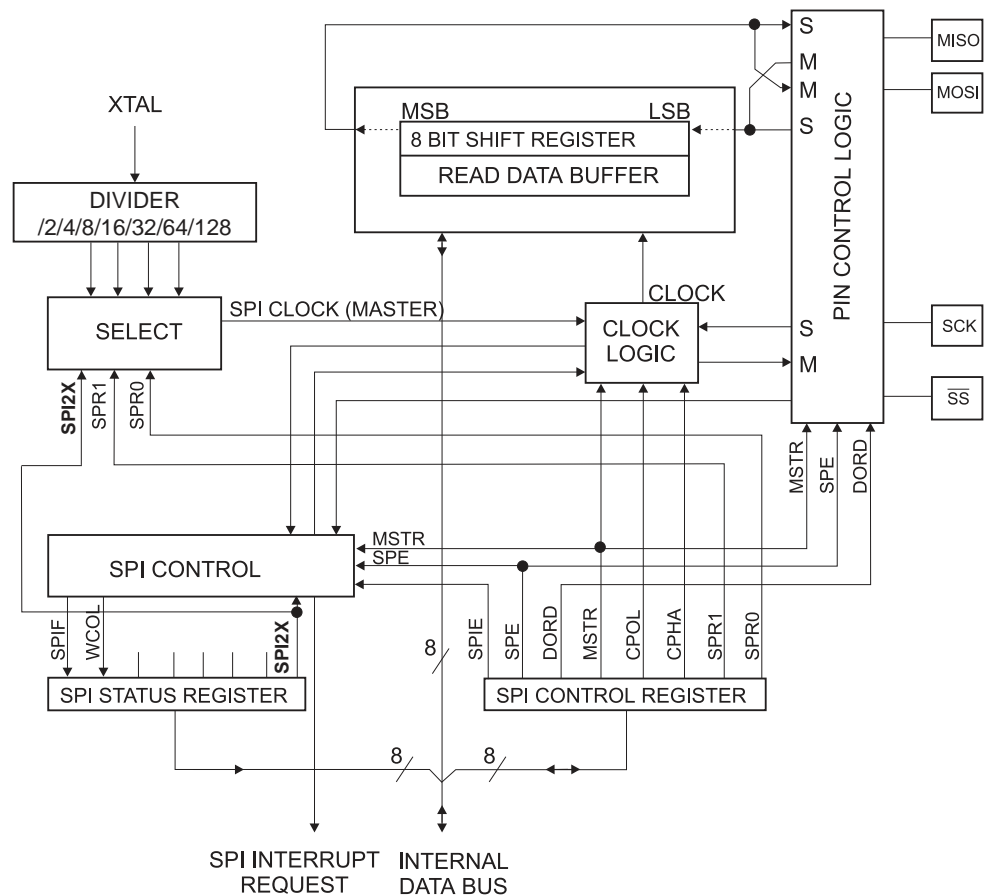 S
MISO
M
XTAL
MSB
LSB
M
MOSI
8 BIT SHIFT REGISTER
S
READ DATA BUFFER
DIVIDER
/2/4/8/16/32/64/128
PIN CONTROL LOGIC
SPI CLOCK (MASTER)
CLOCK
SELECT
CLOCK
LOGIC
S
SCK
M
SPI2X
SPR1
SPR0
SS
MSTR
SPE
DORD
MSTR
SPE
SPI CONTROL
SPIF
WCOL
SPI2X
8
SPIE
SPE
DORD
MSTR
CPOL
CPHA
SPR1
SPR0
SPI STATUS REGISTER
SPI CONTROL REGISTER
8
8
SPI INTERRUPT
REQUEST
INTERNAL
DATA BUS